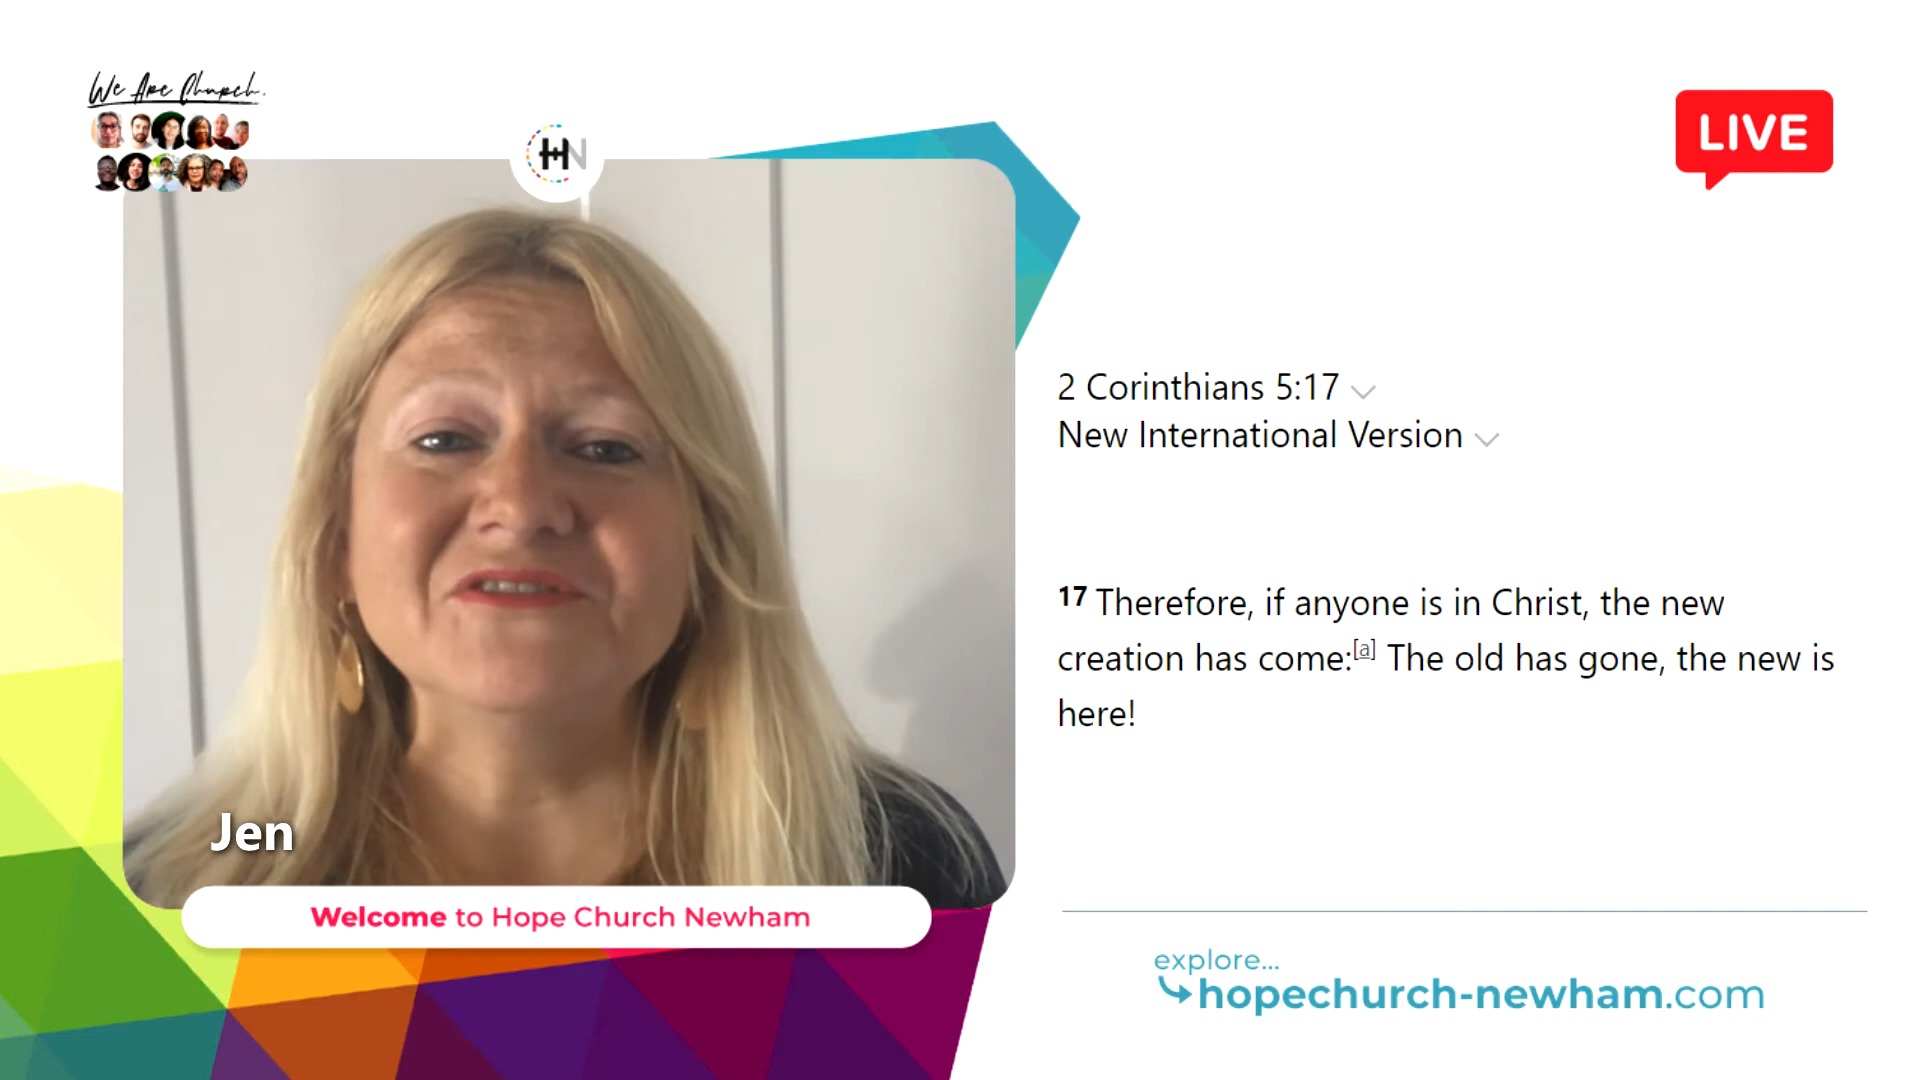 We Are Church.
HN
LIVE
2 Corinthians 5:17
New International Version
17 Therefore, if anyone is in Christ, the new
creation has come:[a] The old has gone, the new is
here!
Jen
Welcome to Hope Church Newham
explore...
hopechurch-newham.com